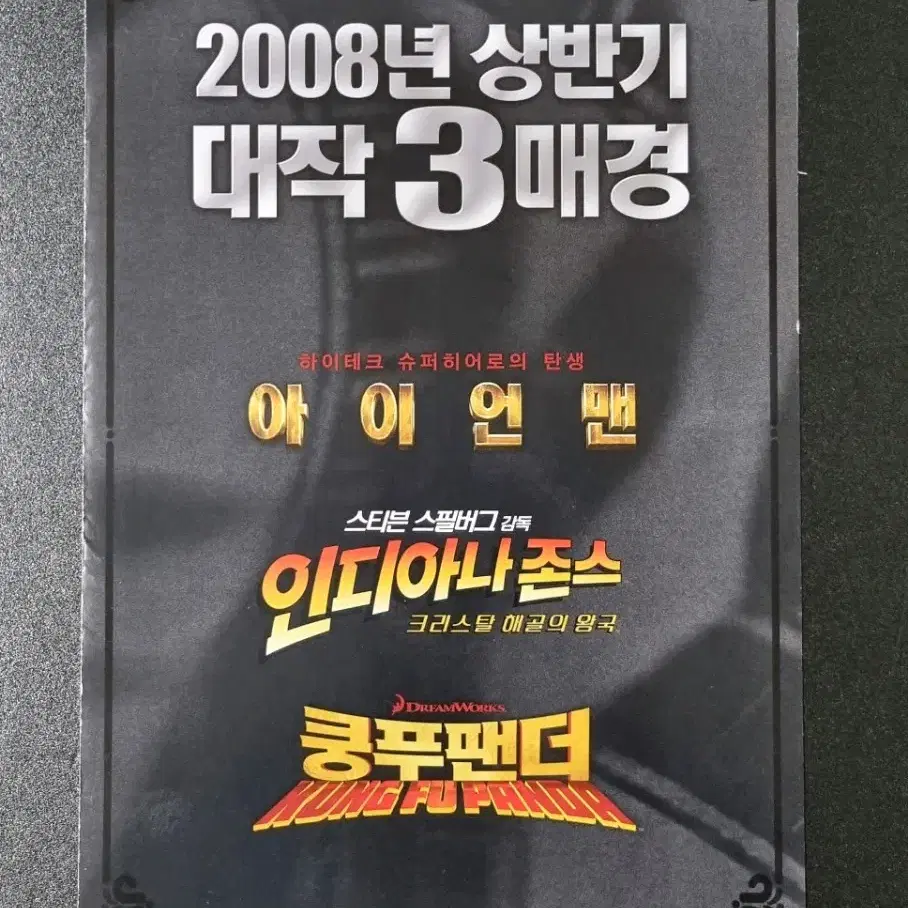 2008년 상반기
대작 3매경
하이테크 슈퍼히어로의 탄생
아이언맨
스티븐 스필버그 감독
인디아나 존스
크리스탈 해골의 왕국
DREAMWORKS
쿵푸팬더
KUNG FU PANDA